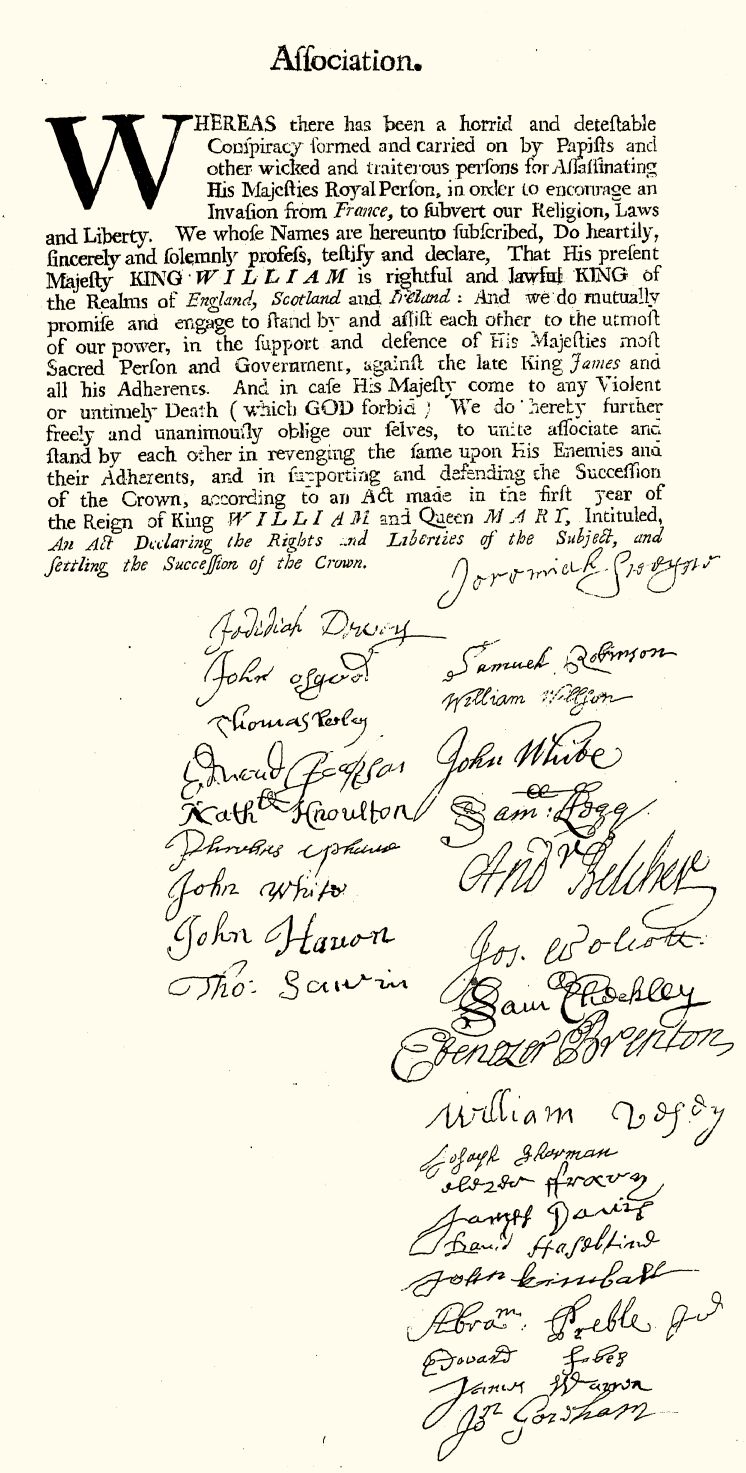 Aſſociation.
WHEREAS there has been a horrid and deteſtable
Conſpiracy formed and carried on by Papiſts and
other wicked and traiterous perſons for Aſſaſſinating
His Majeſties Royal Perſon, in order to encourage an
Invaſion from France, to ſubvert our Religion, Laws
and Liberty. We whoſe Names are hereunto ſubſcribed, Do heartily,
ſincerely and ſolemnly profeſs, teſtify and declare, That His preſent
Majeſty KING WILLIAM is rightful and lawful KING of
the Realms of England, Scotland and Ireland : And we do mutually
promiſe and engage to ſtand by and aſſiſt each other to the utmoſt
of our power, in the ſupport and defence of His Majeſties moſt
Sacred Perſon and Government, againſt the late King James and
all his Adherents. And in caſe His Majeſty come to any Violent
or untimely Death ( which GOD forbid ) We do hereby further
freely and unanimouſly oblige our ſelves, to unite aſſociate and
ſtand by each other in revenging the ſame upon His Enemies and
their Adherents, and in ſupporting and defending the Succeſſion
of the Crown, according to an Act made in the firſt year of
the Reign of King WILLIAM and Queen MARY, Intituled,
An Act Declaring the Rights and Liberties of the Subject, and
ſettling the Succeſſion of the Crown.
Jedidiah Dewey
John osgood
Thomas Perley
Edward Jackson
Nath<sup>ll</sup> Knoulton
John White
John Hauen
Tho: Sawin
Samuell Robinson
William Willson
John White
Sam: Legg
And<sup>r</sup> Belcher
Jos. Wolcott.
Sam Checkley
Ebenezer Brenton
William Vesey
Joseph Sherman
James Davis
David Haseltine
John kimball
Abra<sup>m</sup>. Preble Jud
Edward fobes
James Warren
Jn Gorham